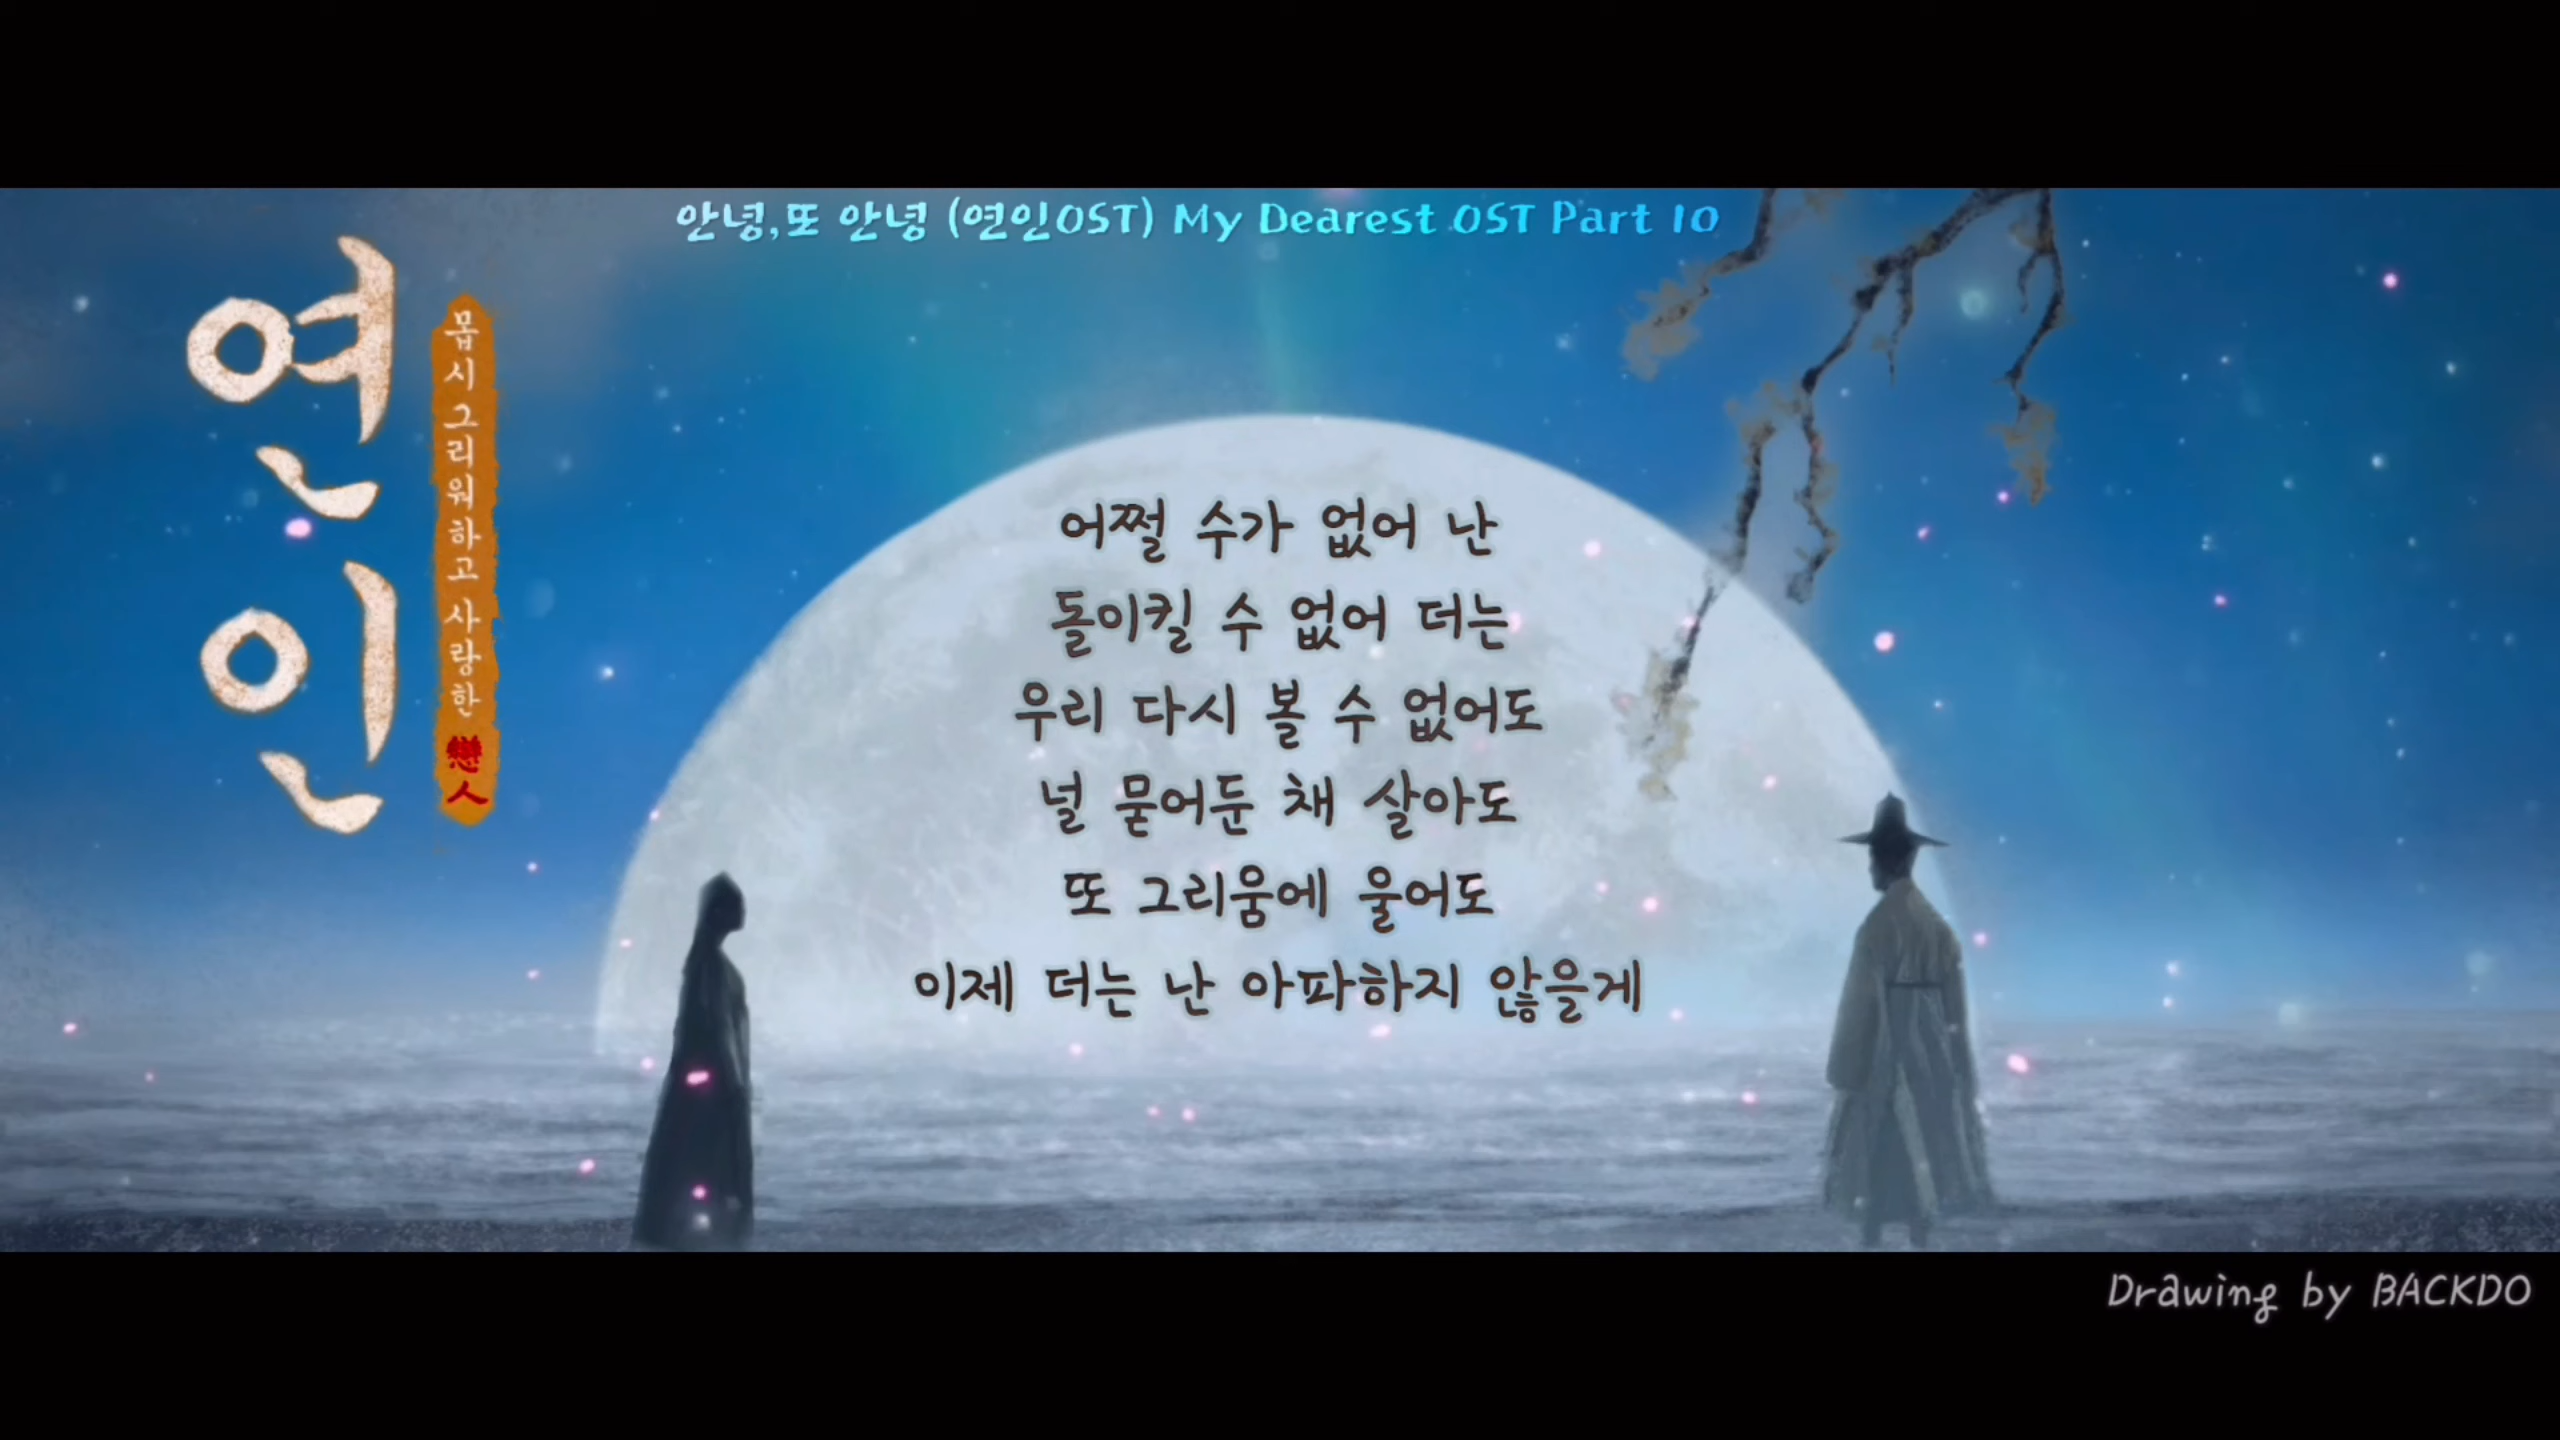 안녕,또 안녕 (연인OST) My Dearest OST Part 10
연인
몹시 그리워하고 사랑한 戀人
어쩔 수가 없어 난
돌이킬 수 없어 더는
우리 다시 볼 수 없어도
널 묻어둔 채 살아도
또 그리움에 울어도
이제 더는 난 아파하지 않을게
Drawing by BACKDO